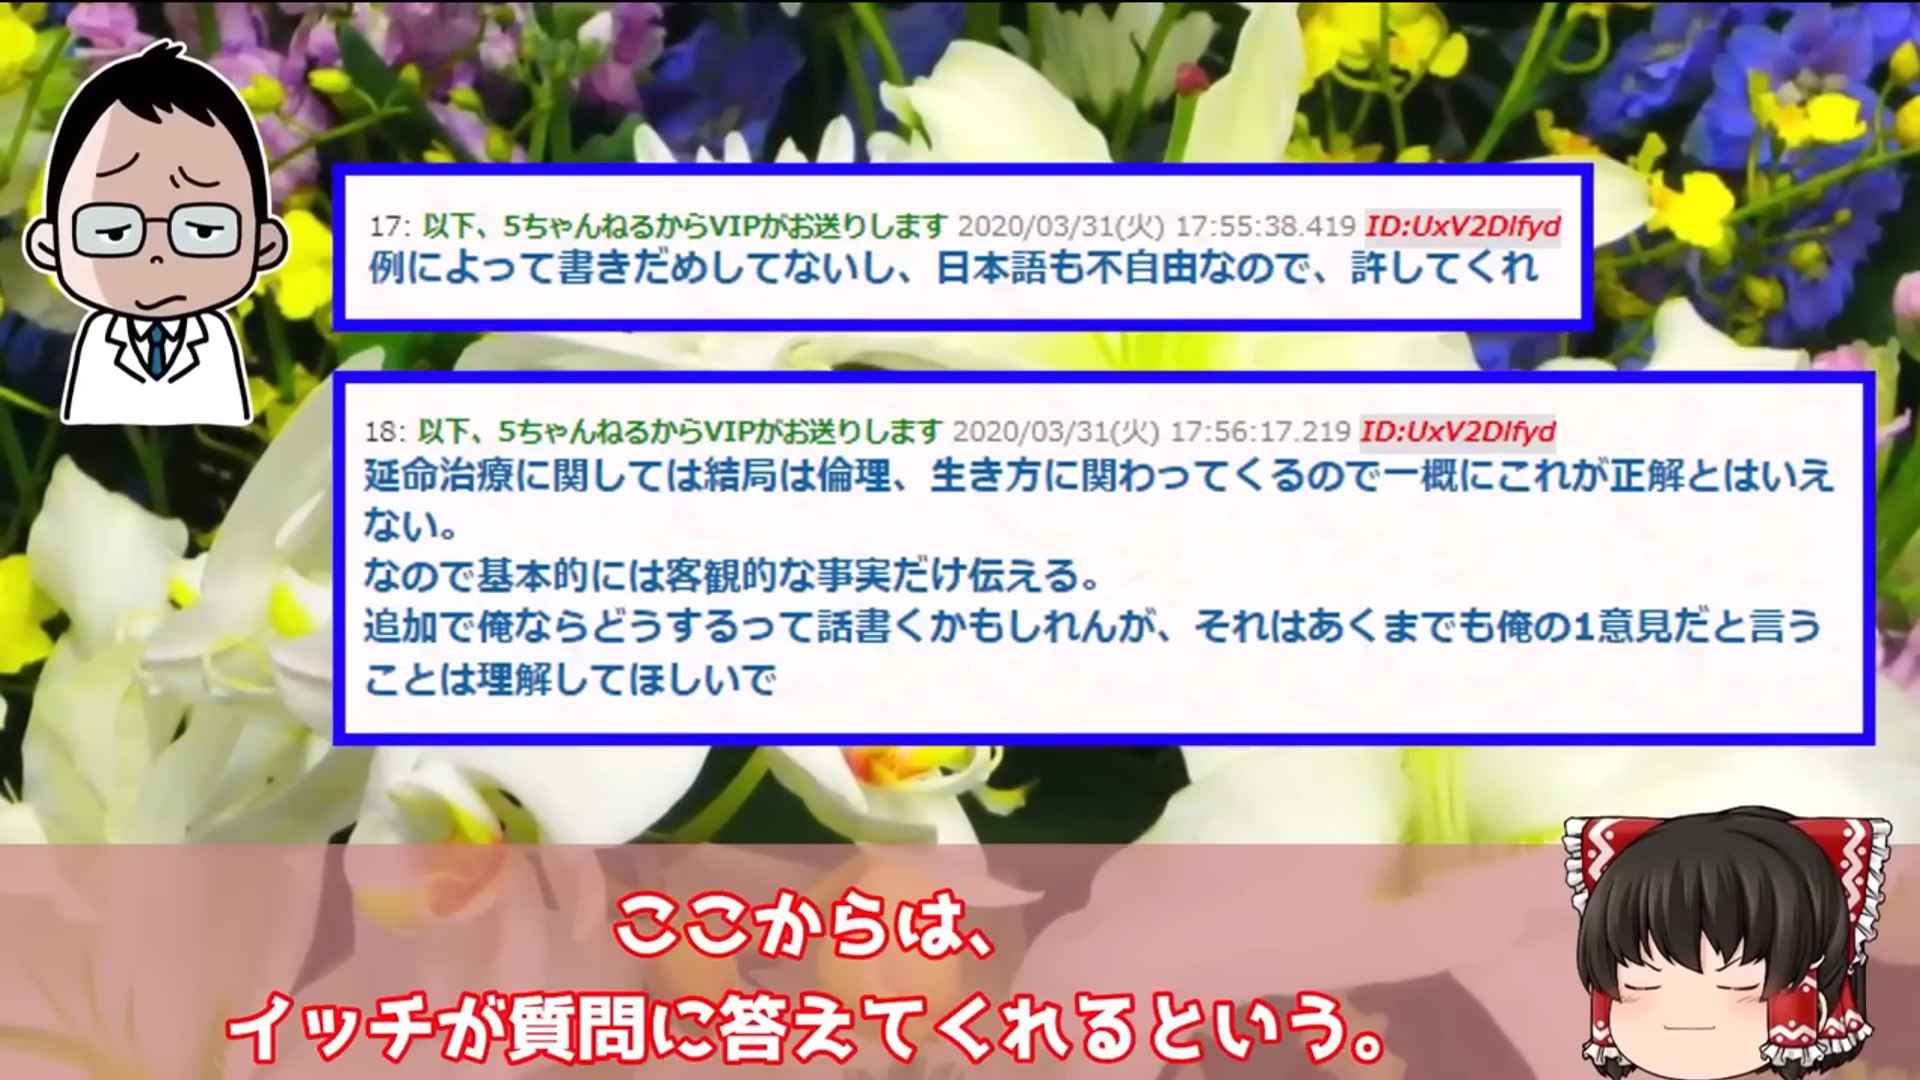 17: 以下、5ちゃんねるからVIPがお送りします 2020/03/31(火) 17:55:38.419 ID:UxV2Dlfyd
例によって書きだめしてないし、日本語も不自由なので、許してくれ
18: 以下、5ちゃんねるからVIPがお送りします 2020/03/31(火) 17:56:17.219 ID:UxV2Dlfyd
延命治療に関しては結局は倫理、生き方に関わってくるので一概にこれが正解とはいえ
ない。
なので基本的には客観的な事実だけ伝える。
追加で俺ならどうするって話書くかもしれんが、それはあくまでも俺の1意見だと言う
ことは理解してほしいで
ここからは、
イッチが質問に答えてくれるという。